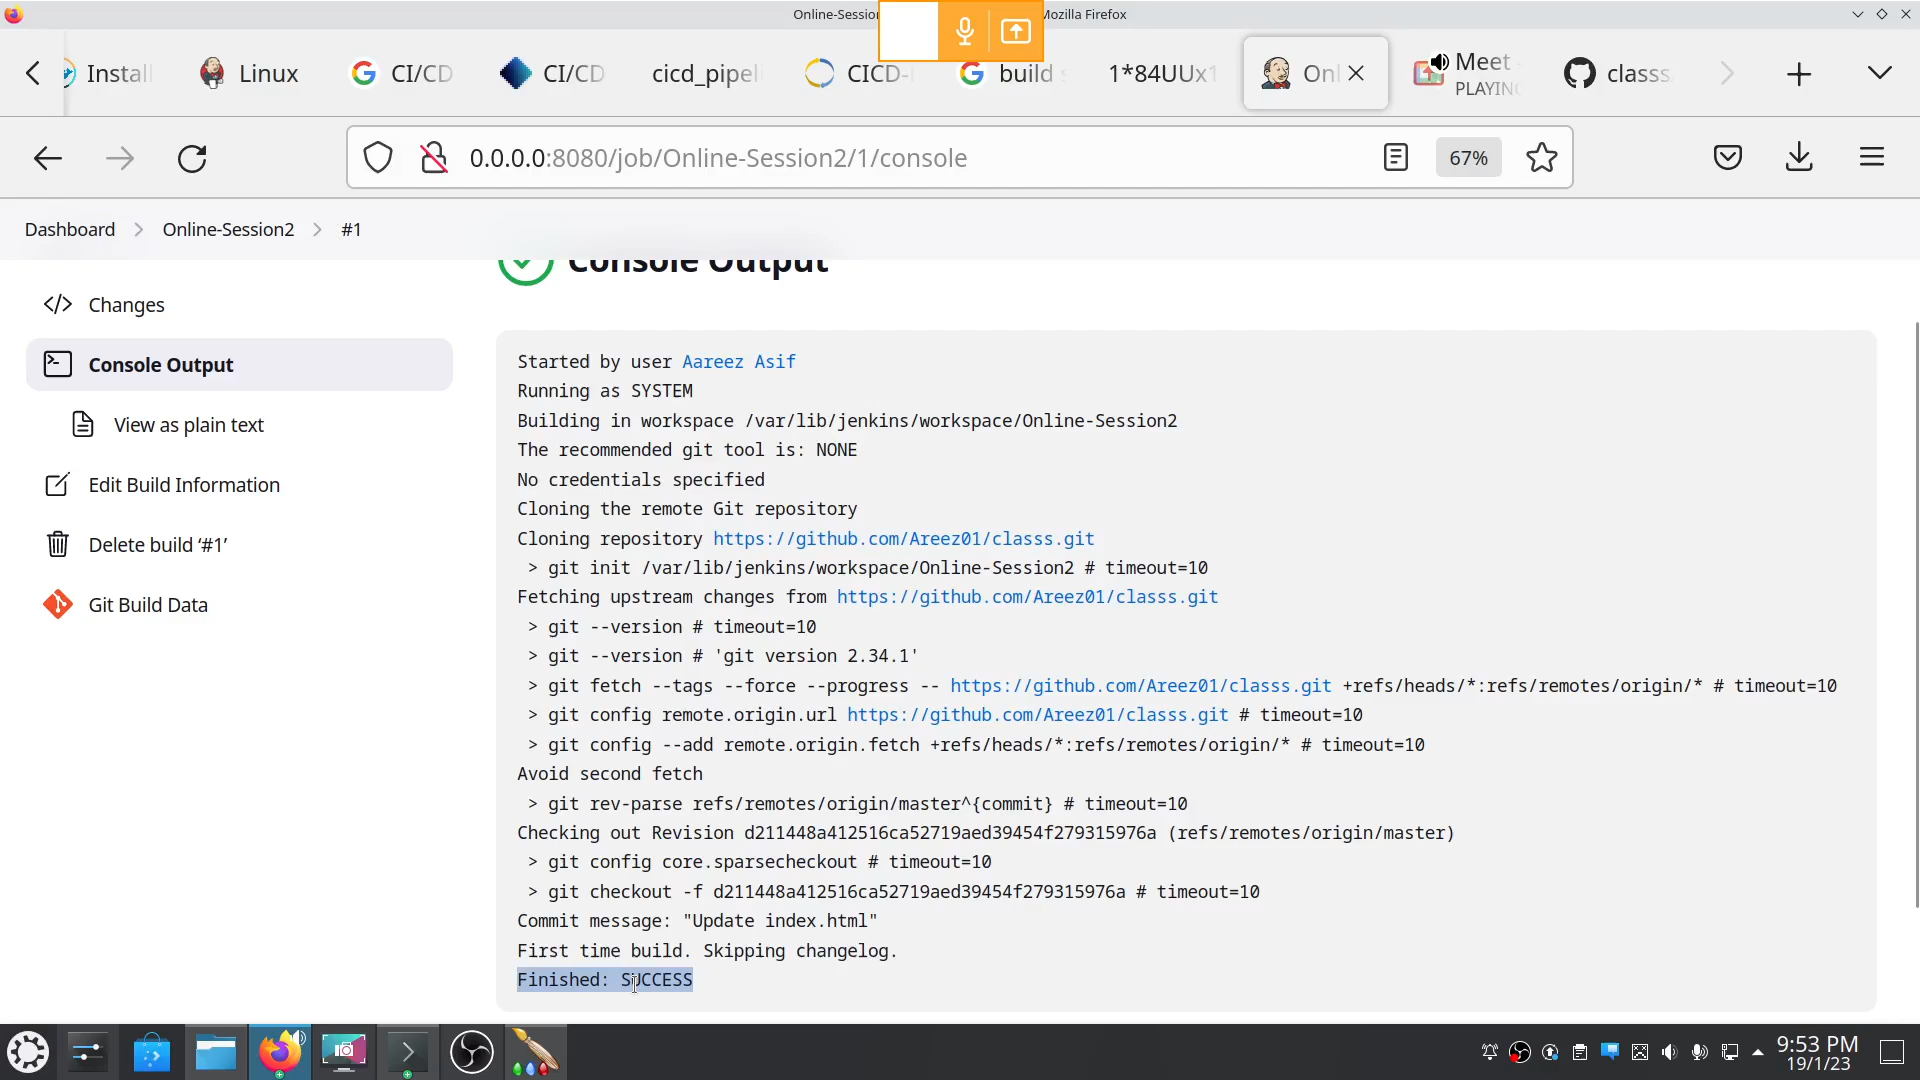 Online-Session
Mozilla Firefox
Install
Linux
CI/CD
CI/CD
cicd_pipel
CICD-
build s
1*84UUx1
Onl
Meet -
PLAYING
classs
0.0.0.0:8080/job/Online-Session2/1/console
67%
Dashboard
Online-Session2
#1
Changes
Console Output
View as plain text
Edit Build Information
Delete build ‘#1’
Git Build Data
Console Output
Started by user Aareez Asif
Running as SYSTEM
Building in workspace /var/lib/jenkins/workspace/Online-Session2
The recommended git tool is: NONE
No credentials specified
Cloning the remote Git repository
Cloning repository https://github.com/Areez01/classs.git
> git init /var/lib/jenkins/workspace/Online-Session2 # timeout=10
Fetching upstream changes from https://github.com/Areez01/classs.git
> git --version # timeout=10
> git --version # 'git version 2.34.1'
> git fetch --tags --force --progress -- https://github.com/Areez01/classs.git +refs/heads/*:refs/remotes/origin/* # timeout=10
> git config remote.origin.url https://github.com/Areez01/classs.git # timeout=10
> git config --add remote.origin.fetch +refs/heads/*:refs/remotes/origin/* # timeout=10
Avoid second fetch
> git rev-parse refs/remotes/origin/master^{commit} # timeout=10
Checking out Revision d211448a412516ca52719aed39454f279315976a (refs/remotes/origin/master)
> git config core.sparsecheckout # timeout=10
> git checkout -f d211448a412516ca52719aed39454f279315976a # timeout=10
Commit message: "Update index.html"
First time build. Skipping changelog.
Finished: SUCCESS
9:53 PM
19/1/23